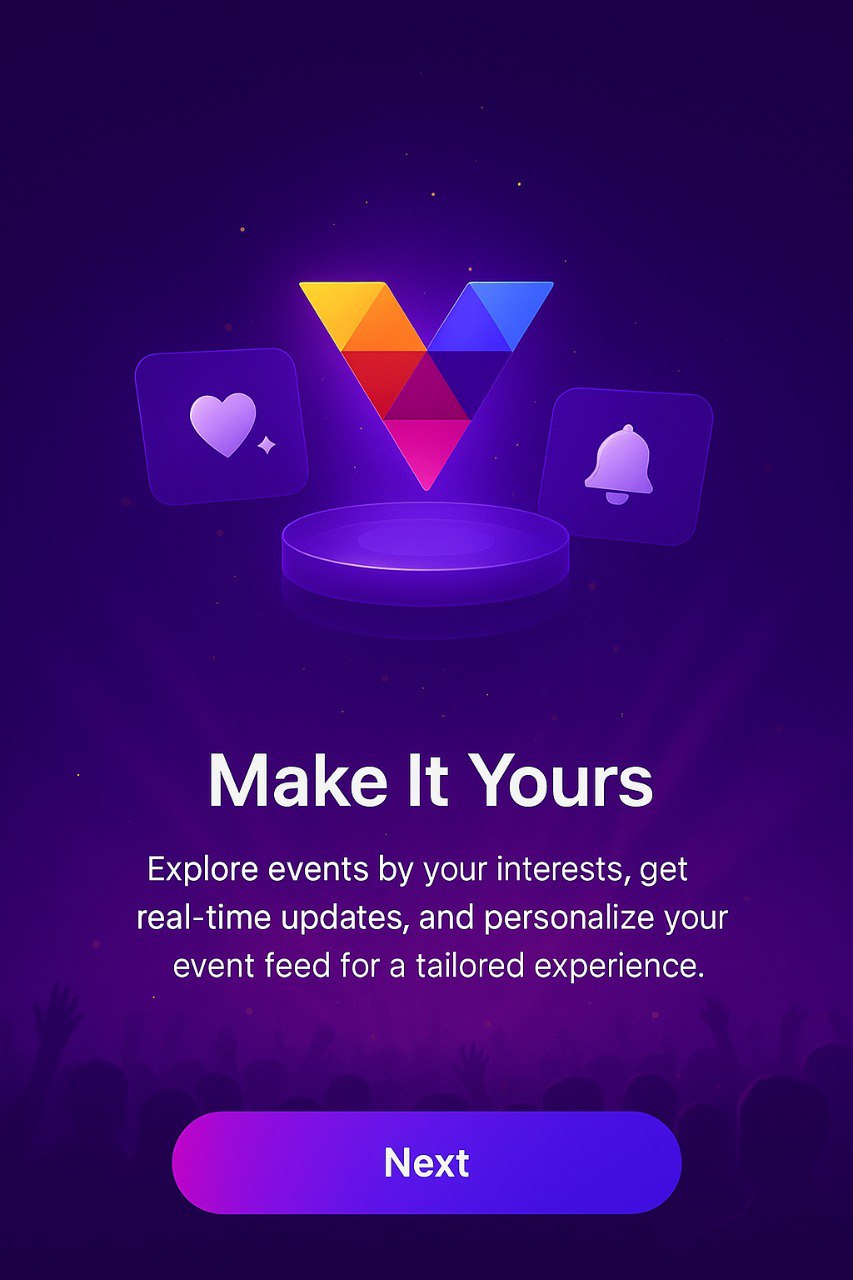 Make It Yours
Explore events by your interests, get
real-time updates, and personalize your
event feed for a tailored experience.
Next